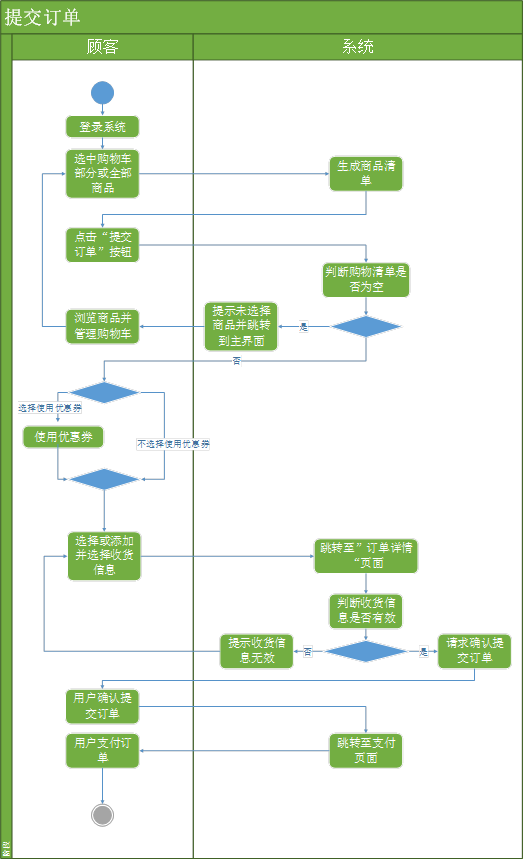 提交订单
顾客
系统
登录系统
选中购物车
部分或全部
商品
生成商品清
单
点击“提交
订单”按钮
判断购物清单是
否为空
浏览商品并
管理购物车
提示未选择
商品并跳转
到主界面
是
否
选择使用优惠券
不选择使用优惠券
使用优惠券
选择或添加
并选择收货
信息
跳转至”订单详情
“页面
判断收货信
息是否有效
提示收货信
息无效
否
是
请求确认提
交订单
用户确认提
交订单
用户支付订
单
跳转至支付
页面
阶段